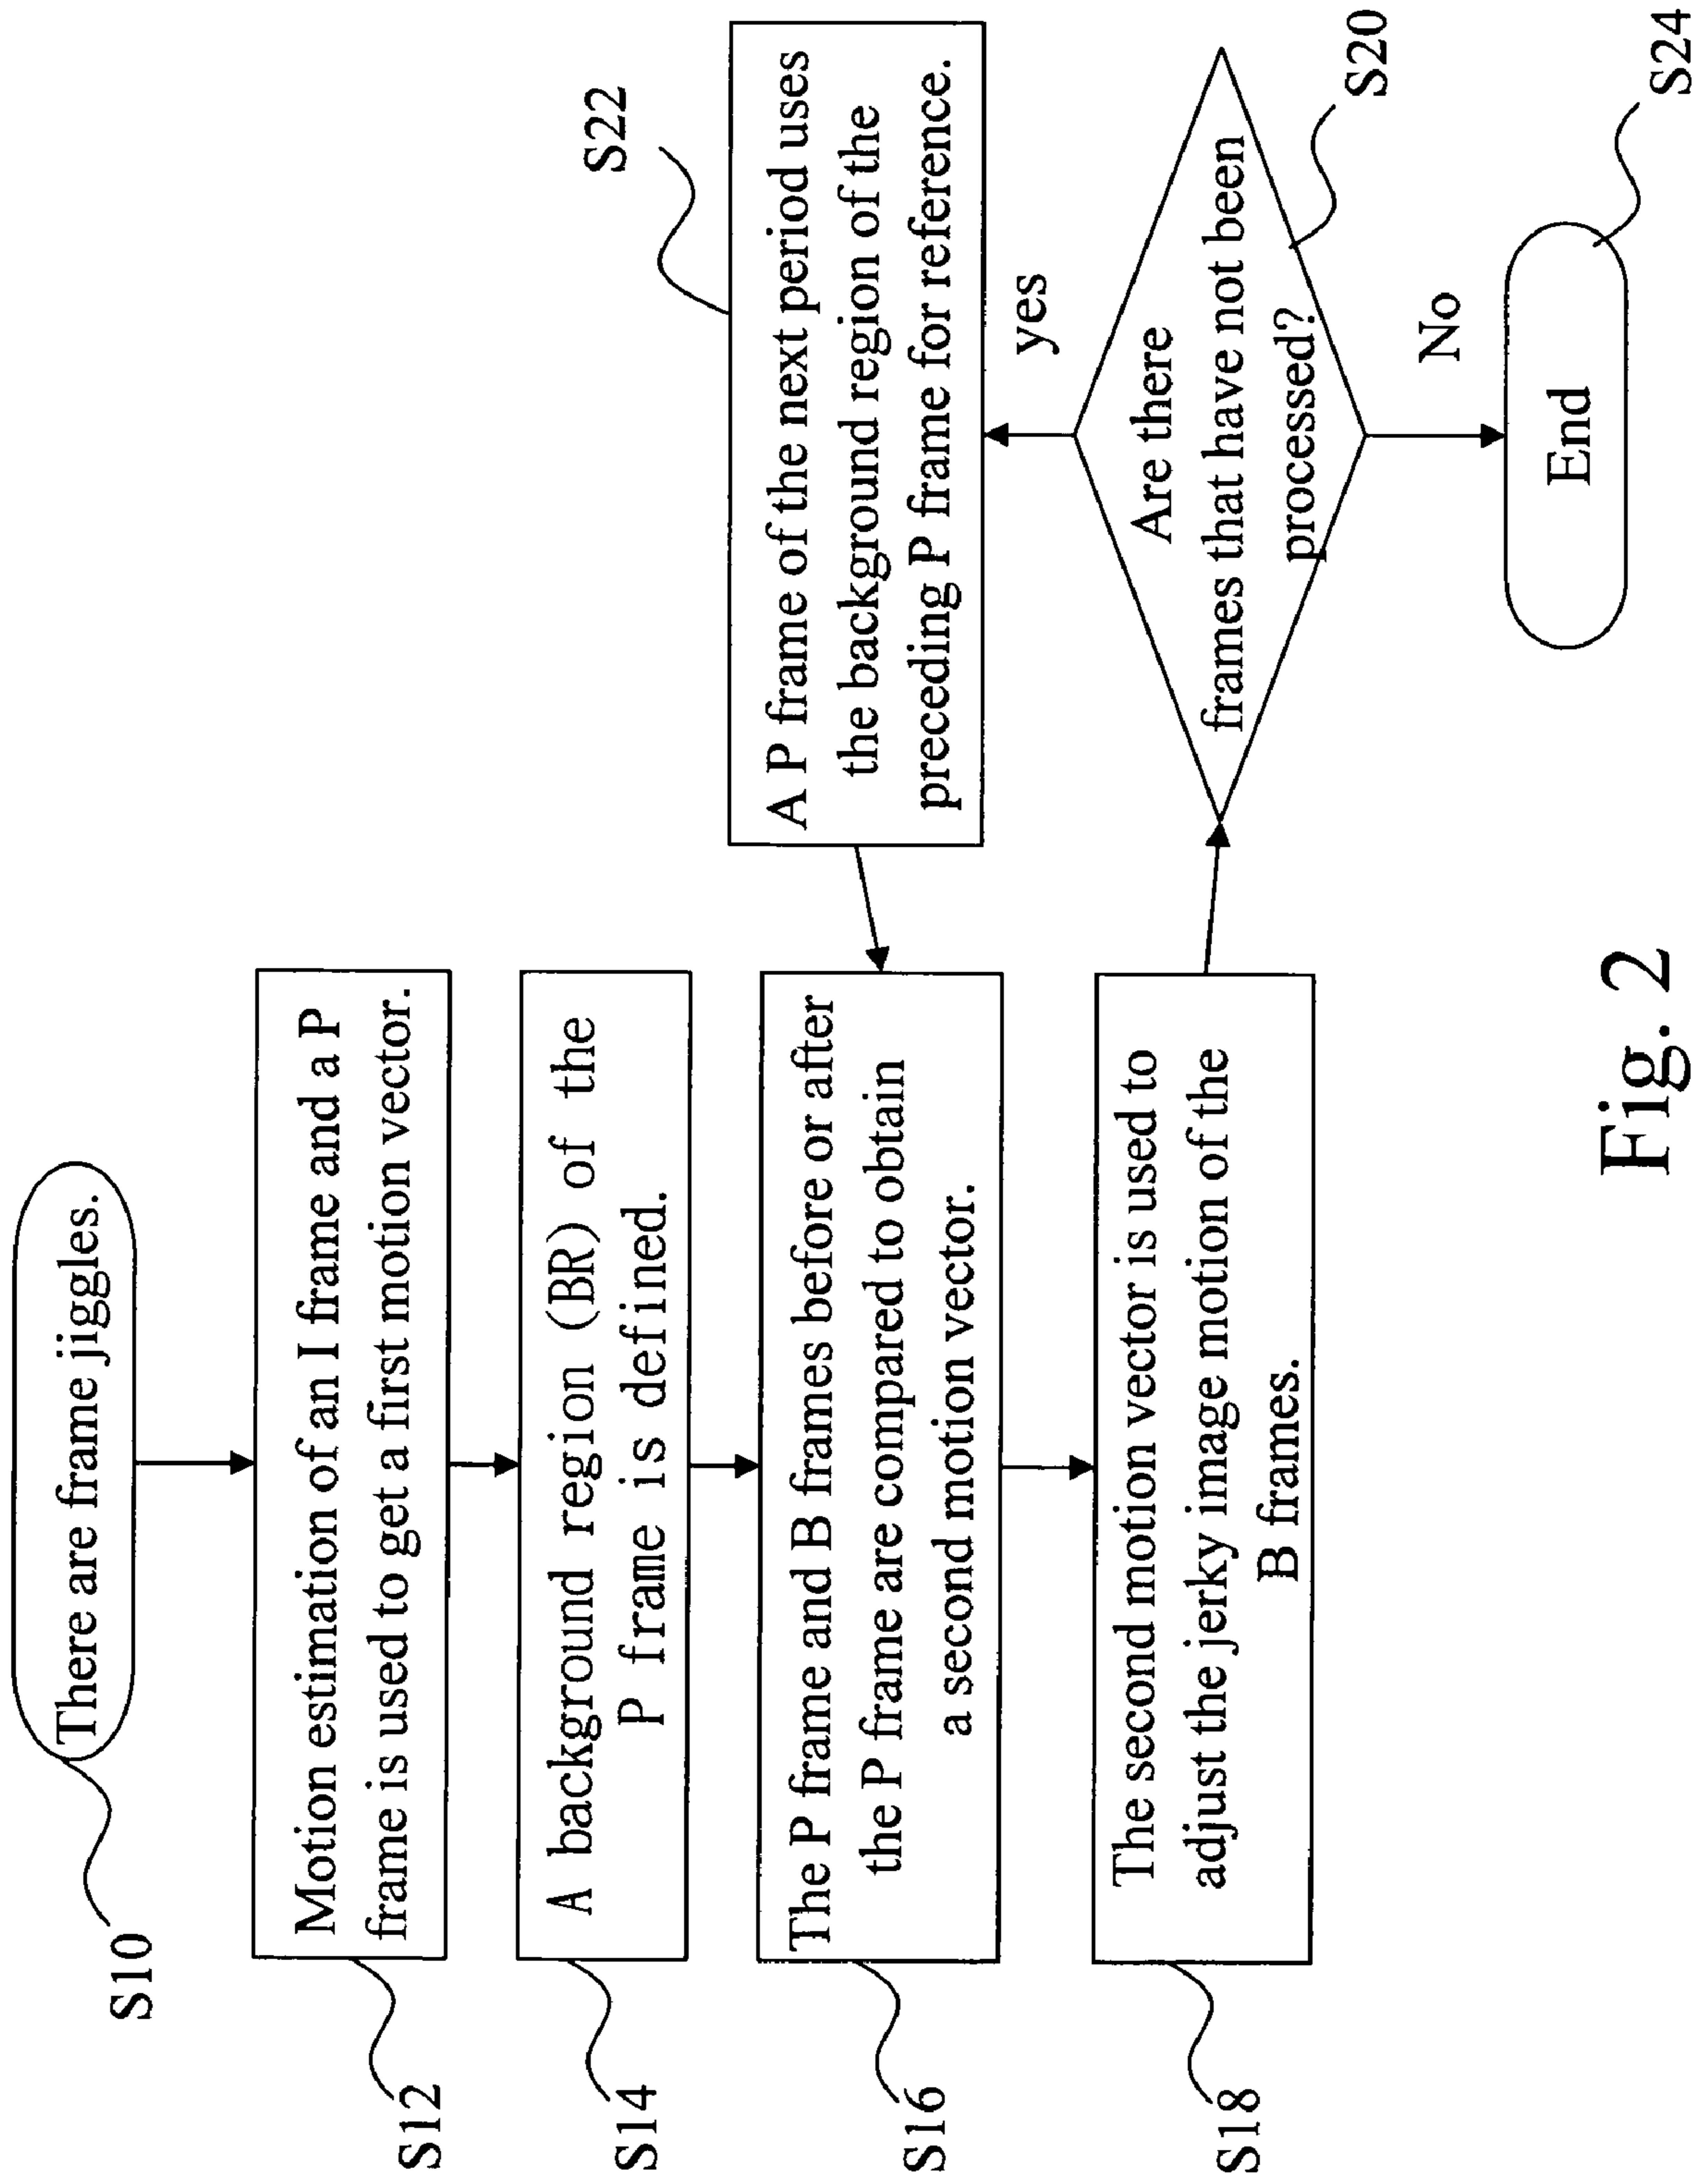 S10
There are frame jiggles.
S12
Motion estimation of an I frame and a P
frame is used to get a first motion vector.
S14
A background region (BR) of the
P frame is defined.
S16
The P frame and B frames before or after
the P frame are compared to obtain
a second motion vector.
S18
The second motion vector is used to
adjust the jerky image motion of the
B frames.
S22
A P frame of the next period uses
the background region of the
preceding P frame for reference.
yes
Are there
frames that have not been
processed?
S20
No
End
S24
Fig. 2